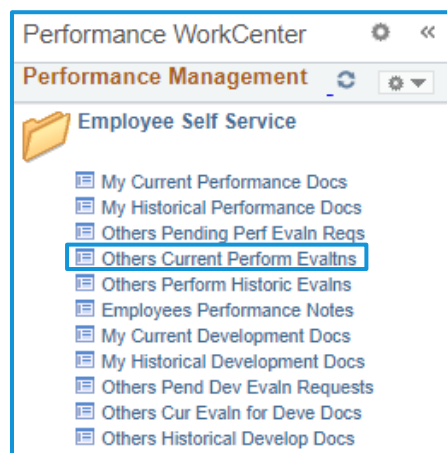 Performance WorkCenter
Performance Management
Employee Self Service
My Current Performance Docs
My Historical Performance Docs
Others Pending Perf Evaln Reqs
Others Current Perform Evaltns
Others Perform Historic Evalns
Employees Performance Notes
My Current Development Docs
My Historical Development Docs
Others Pend Dev Evaln Requests
Others Cur Evaln for Deve Docs
Others Historical Develop Docs